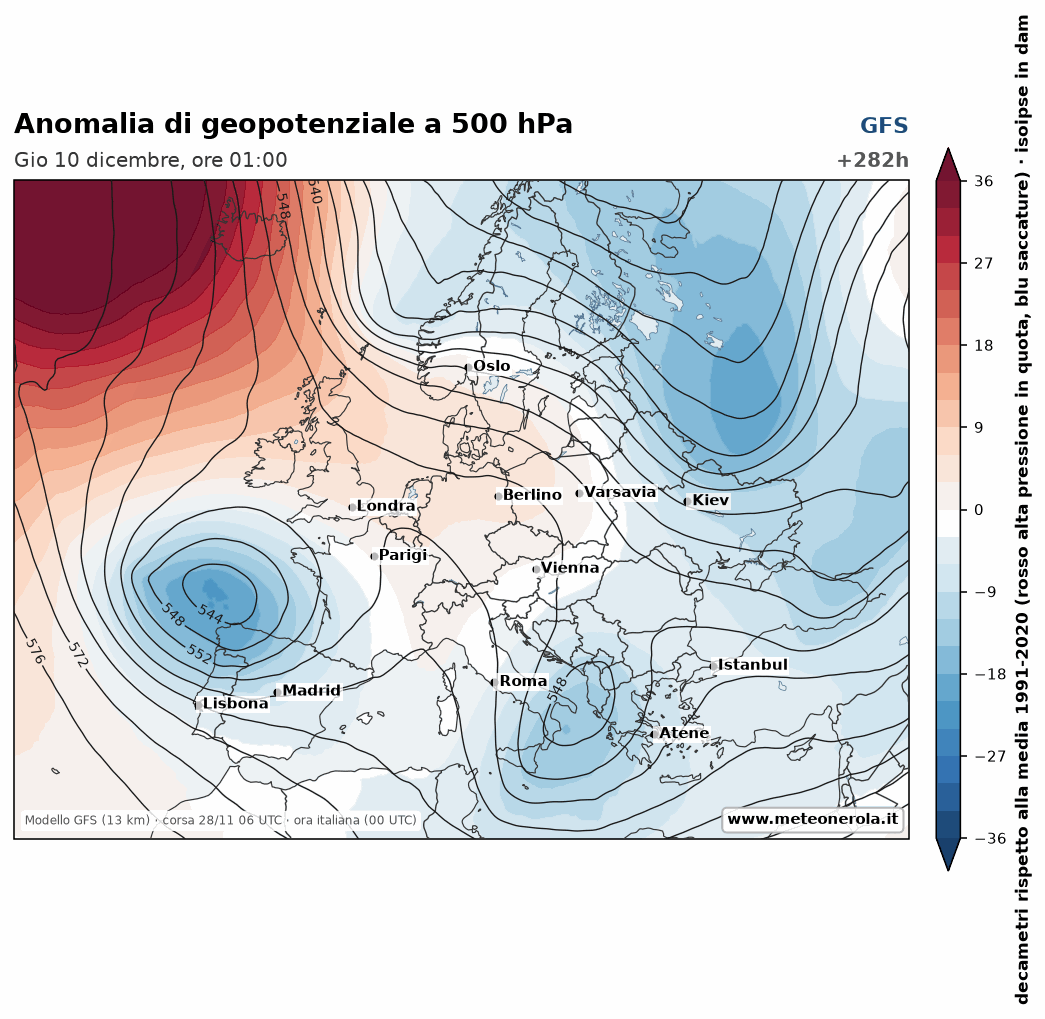 Anomalia di geopotenziale a 500 hPa
GFS
Gio 10 dicembre, ore 01:00
+282h
540
548
Oslo
Londra
Berlino
Varsavia
Kiev
Parigi
Vienna
544
548
552
576
572
Roma
548
Madrid
Lisbona
Istanbul
Atene
Modello GFS (13 km) · corsa 28/11 06 UTC · ora italiana (00 UTC)
www.meteonerola.it
36
27
18
9
0
−9
−18
−27
−36
decametri rispetto alla media 1991-2020 (rosso alta pressione in quota, blu saccature) · isoipse in dam